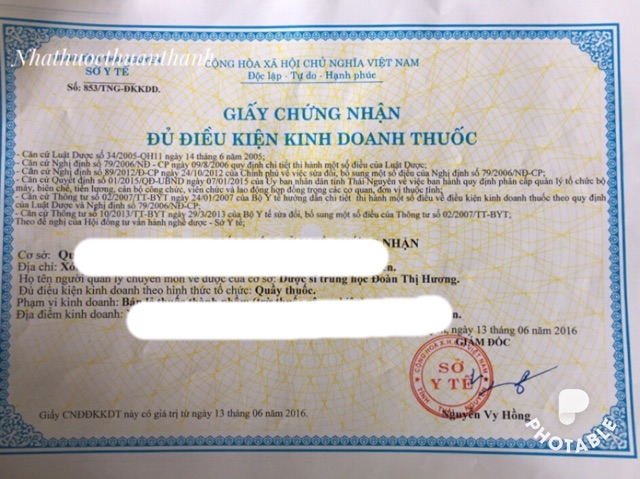 Nhathuocthuanthanh
SỞ Y TẾ
Số: 853/TNG-ĐKKDD.
CỘNG HÒA XÃ HỘI CHỦ NGHĨA VIỆT NAM
Độc lập - Tự do - Hạnh phúc
GIẤY CHỨNG NHẬN
ĐỦ ĐIỀU KIỆN KINH DOANH THUỐC
- Căn cứ Luật Dược số 34/2005-QH11 ngày 14 tháng 6 năm 2005;
- Căn cứ Nghị định số 79/2006/NĐ - CP ngày 09/8/2006 quy định chi tiết thi hành một số điều của Luật Dược;
- Căn cứ Nghị định số 89/2012/Đ-CP ngày 24/10/2012 của Chính phủ về việc sửa đổi, bổ sung một số điều của Nghị định số 79/2006/NĐ-CP;
- Căn cứ Quyết định số 01/2015/QĐ-UBND ngày 07/01/2015 của Ủy ban nhân dân tỉnh Thái Nguyên về việc ban hành quy định phân cấp quản lý tổ chức bộ
máy, biên chế, tiền lương, cán bộ công chức, viên chức và lao động hợp đồng trong các cơ quan, đơn vị thuộc tỉnh;
- Căn cứ Thông tư số 02/2007/TT-BYT ngày 24/01/2007 của Bộ Y tế hướng dẫn chi tiết thi hành một số điều về điều kiện kinh doanh thuốc theo quy định
của Luật Dược và Nghị định số 79/2006/NĐ-CP;
- Căn cứ Thông tư số 10/2013/TT-BYT ngày 29/3/2013 của Bộ Y tế sửa đổi, bổ sung một số điều của Thông tư số 02/2007/TT-BYT;
Theo đề nghị của Hội đồng tư vấn hành nghề dược - Sở Y tế;
NHẬN
Cơ sở:
Địa chỉ:
Họ tên người quản lý chuyên môn về dược của cơ sở: Dược sĩ trung học Đoàn Thị Hương.
Đủ điều kiện kinh doanh theo hình thức tổ chức: Quầy thuốc.
Phạm vi kinh doanh: Bán lẻ thuốc thành phẩm (trừ thuốc
Địa điểm kinh doanh
ngày 13 tháng 06 năm 2016
GIÁM ĐỐC
SỞ
Y TẾ
Nguyễn Vy Hồng
Giấy CNĐĐKKDT này có giá trị từ ngày 13 tháng 06 năm 2016.
PHOTABLE